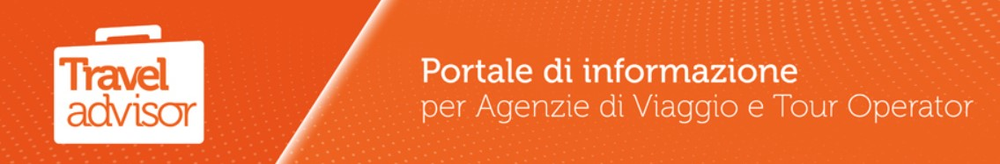 Travel
advisor
Portale di informazione
per Agenzie di Viaggio e Tour Operator